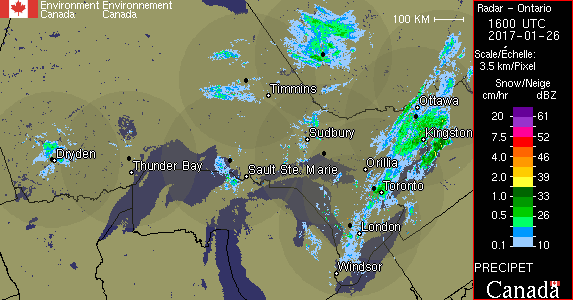 Environment Environnement
Canada Canada
100 KM
Timmins
Ottawa
Sudbury
Kingston
Dryden
Thunder Bay
Sault Ste. Marie
Orillia
Toronto
London
Windsor
Radar - Ontario
1600 UTC
2017-01-26
Scale/Échelle:
3.5 km/Pixel
Snow/Neige
cm/hr dBZ
20 61
7.5 52
4.0 46
2.0 39
1.0 33
0.5 26
0.1 10
PRECIPET
Canada